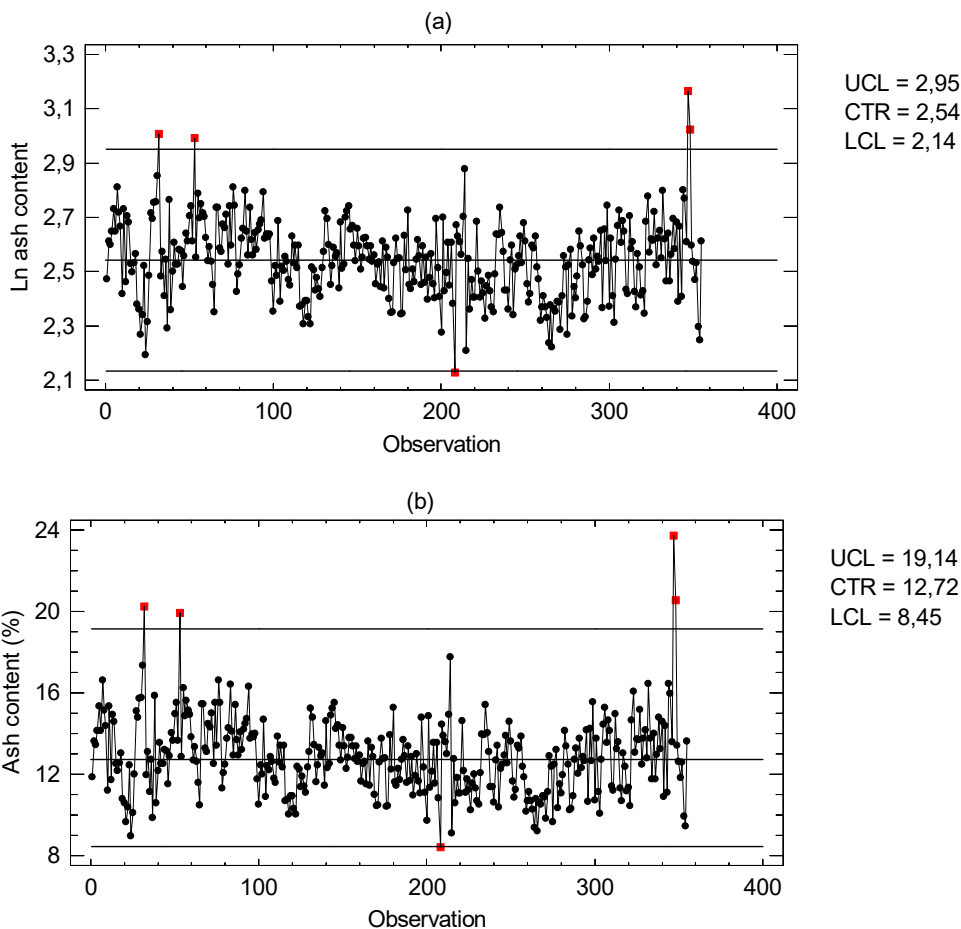 (a)
3,3
3,1
2,9
2,7
2,5
2,3
2,1
Ln ash content
0 100 200 300 400
Observation
UCL = 2,95
CTR = 2,54
LCL = 2,14
(b)
24
20
16
12
8
Ash content (%)
0 100 200 300 400
Observation
UCL = 19,14
CTR = 12,72
LCL = 8,45